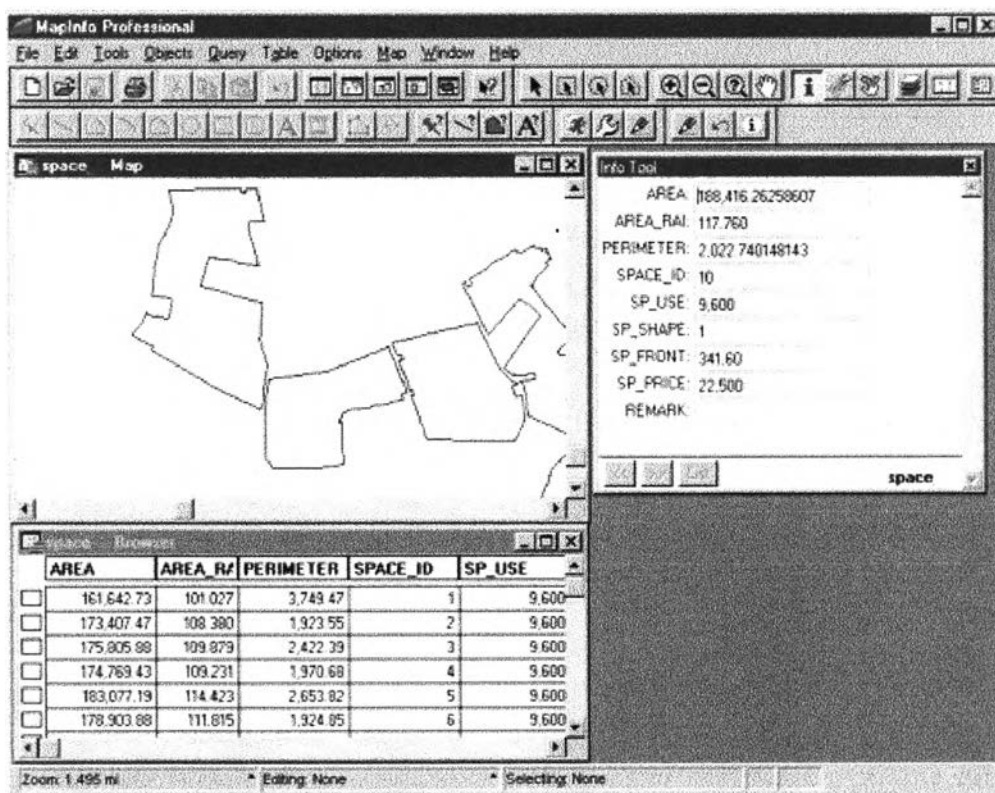 MapInfo Professional
File Edit Tools Objects Query Table Options Map Window Help
space Map
Info Tool
AREA: 188,416.26258607
AREA_RAI: 117.760
PERIMETER: 2,022.740148143
SPACE_ID: 10
SP_USE: 9,600
SP_SHAPE: 1
SP_FRONT: 341.60
SP_PRICE: 22,500
REMARK:
<< >> List
space
space Browser
AREA AREA_RA PERIMETER SPACE_ID SP_USE
161,642.73 101.027 3,749.47 1 9,600
173,407.47 108.380 1,923.55 2 9,600
175,805.88 109.879 2,422.39 3 9,600
174,769.43 109.231 1,970.68 4 9,600
183,077.19 114.423 2,653.82 5 9,600
178,903.88 111.815 1,924.85 6 9,600
Zoom: 1.495 mi Editing: None Selecting: None